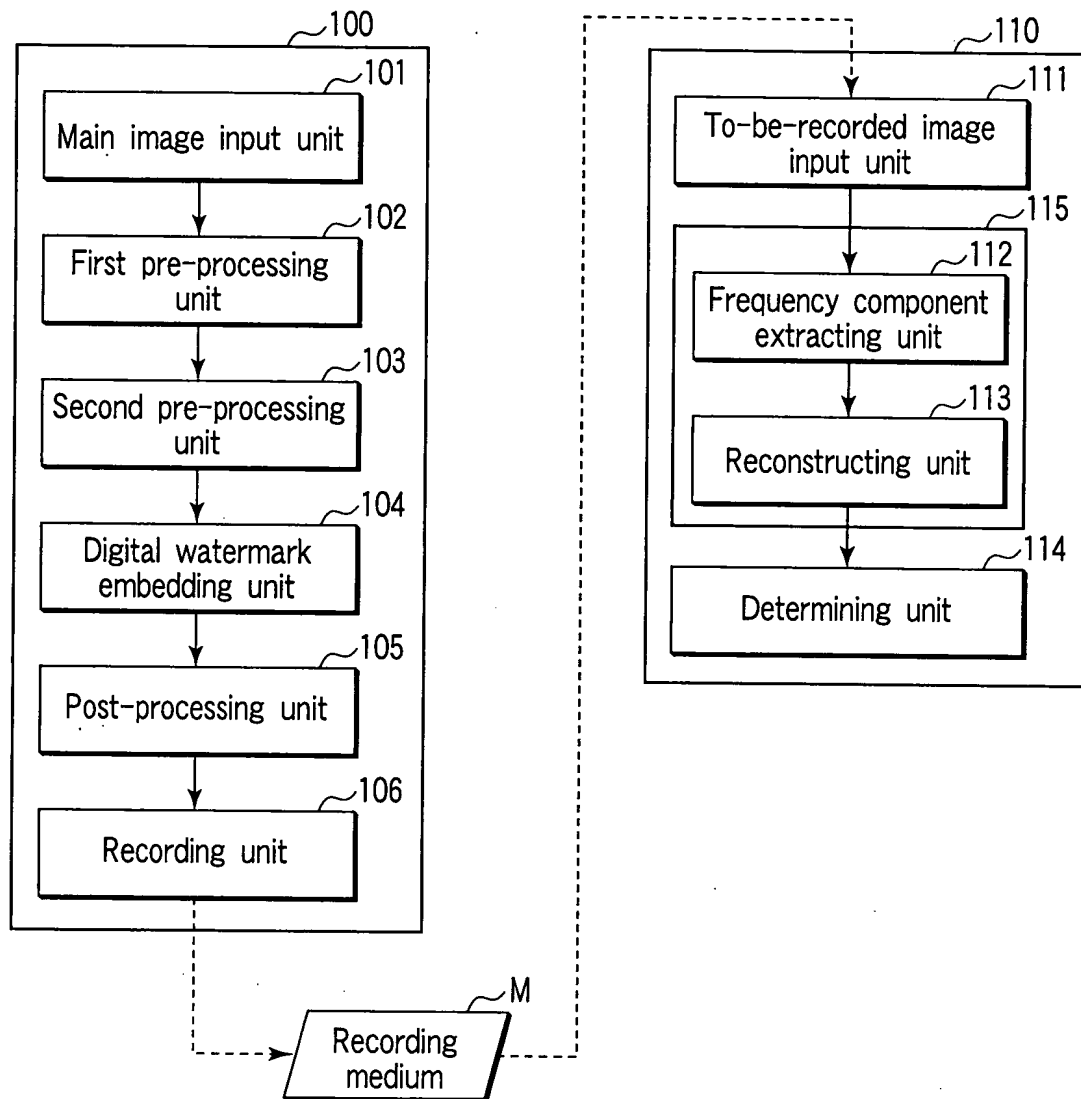 100
101
Main image input unit
102
First pre-processing
unit
103
Second pre-processing
unit
104
Digital watermark
embedding unit
105
Post-processing unit
106
Recording unit
M
Recording
medium
110
111
To-be-recorded image
input unit
115
112
Frequency component
extracting unit
113
Reconstructing unit
114
Determining unit